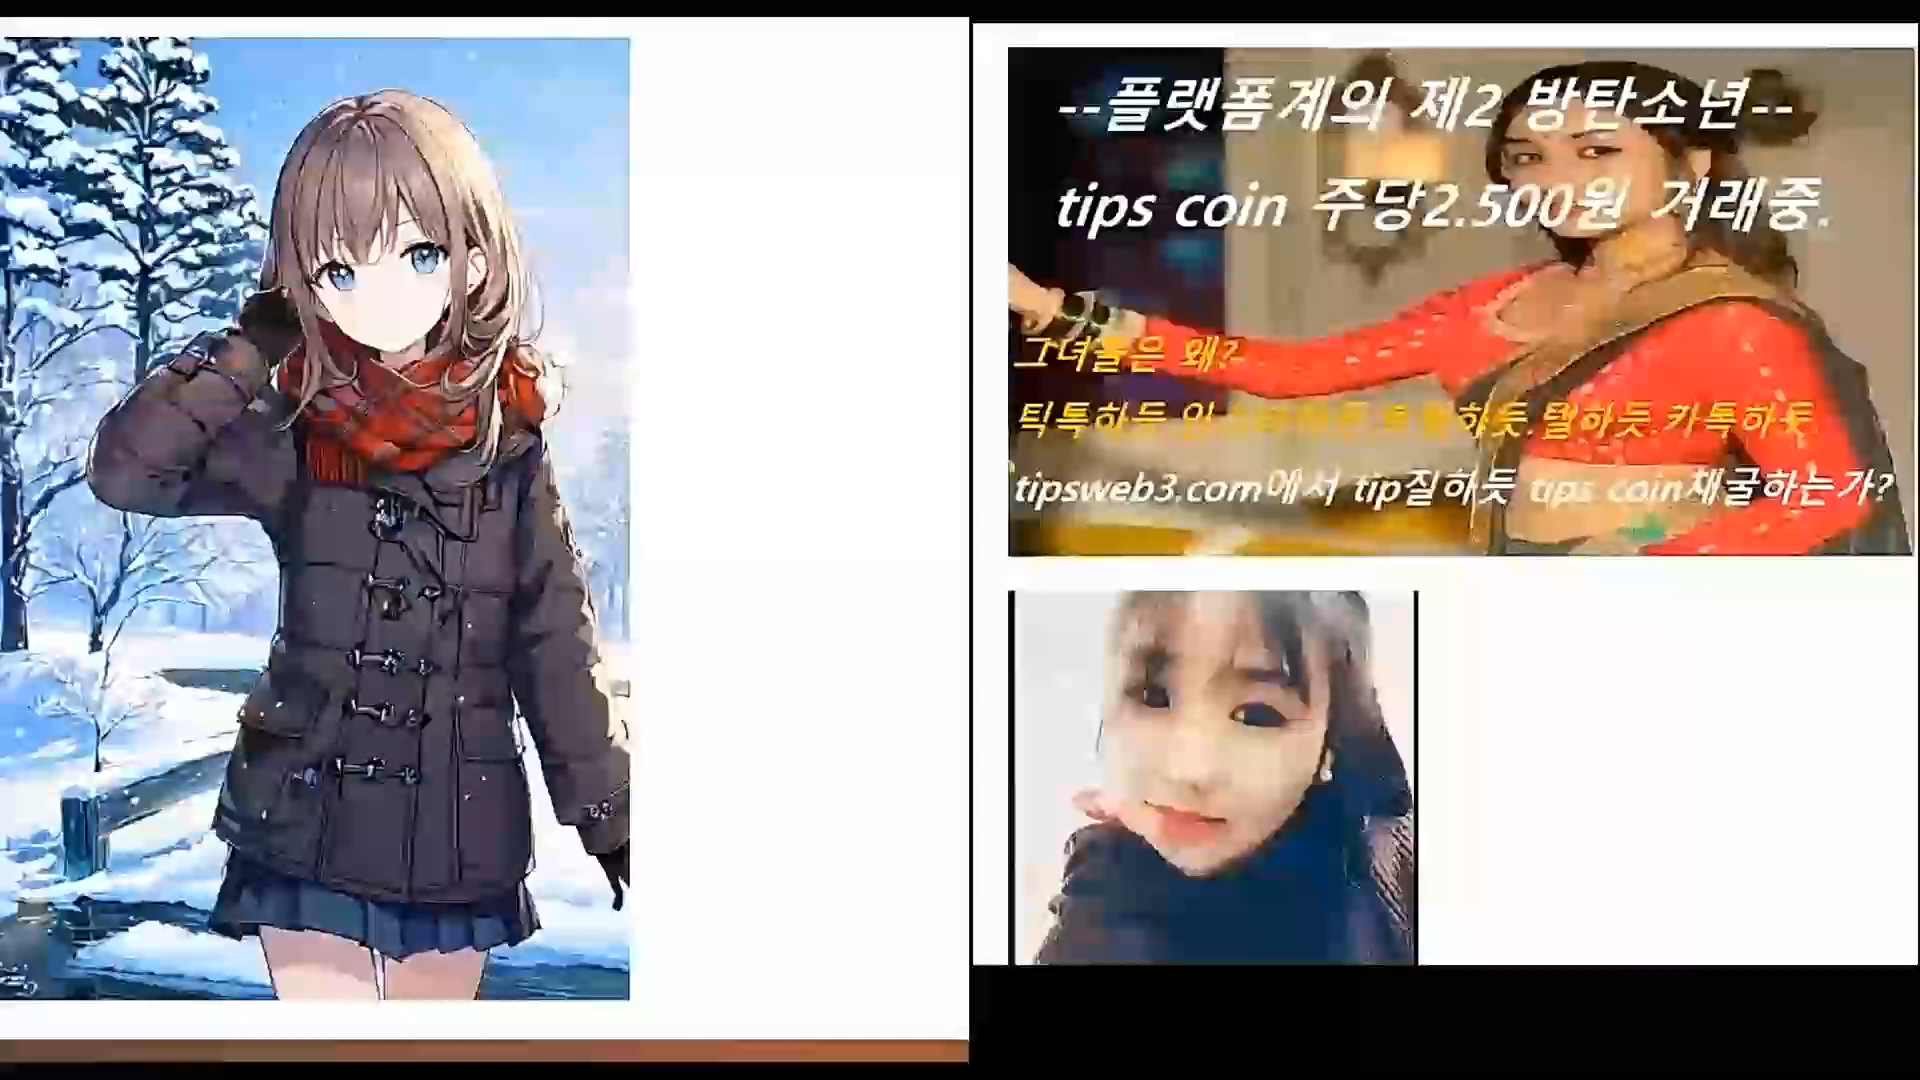 --플랫폼계의 제2 방탄소년--
tips coin 주당2.500원 거래중.
그녀들은 왜?
틱톡하듯 하듯.텔하듯.카톡하듯
tipsweb3.com에서 tip질하듯 tips coin채굴하는가?